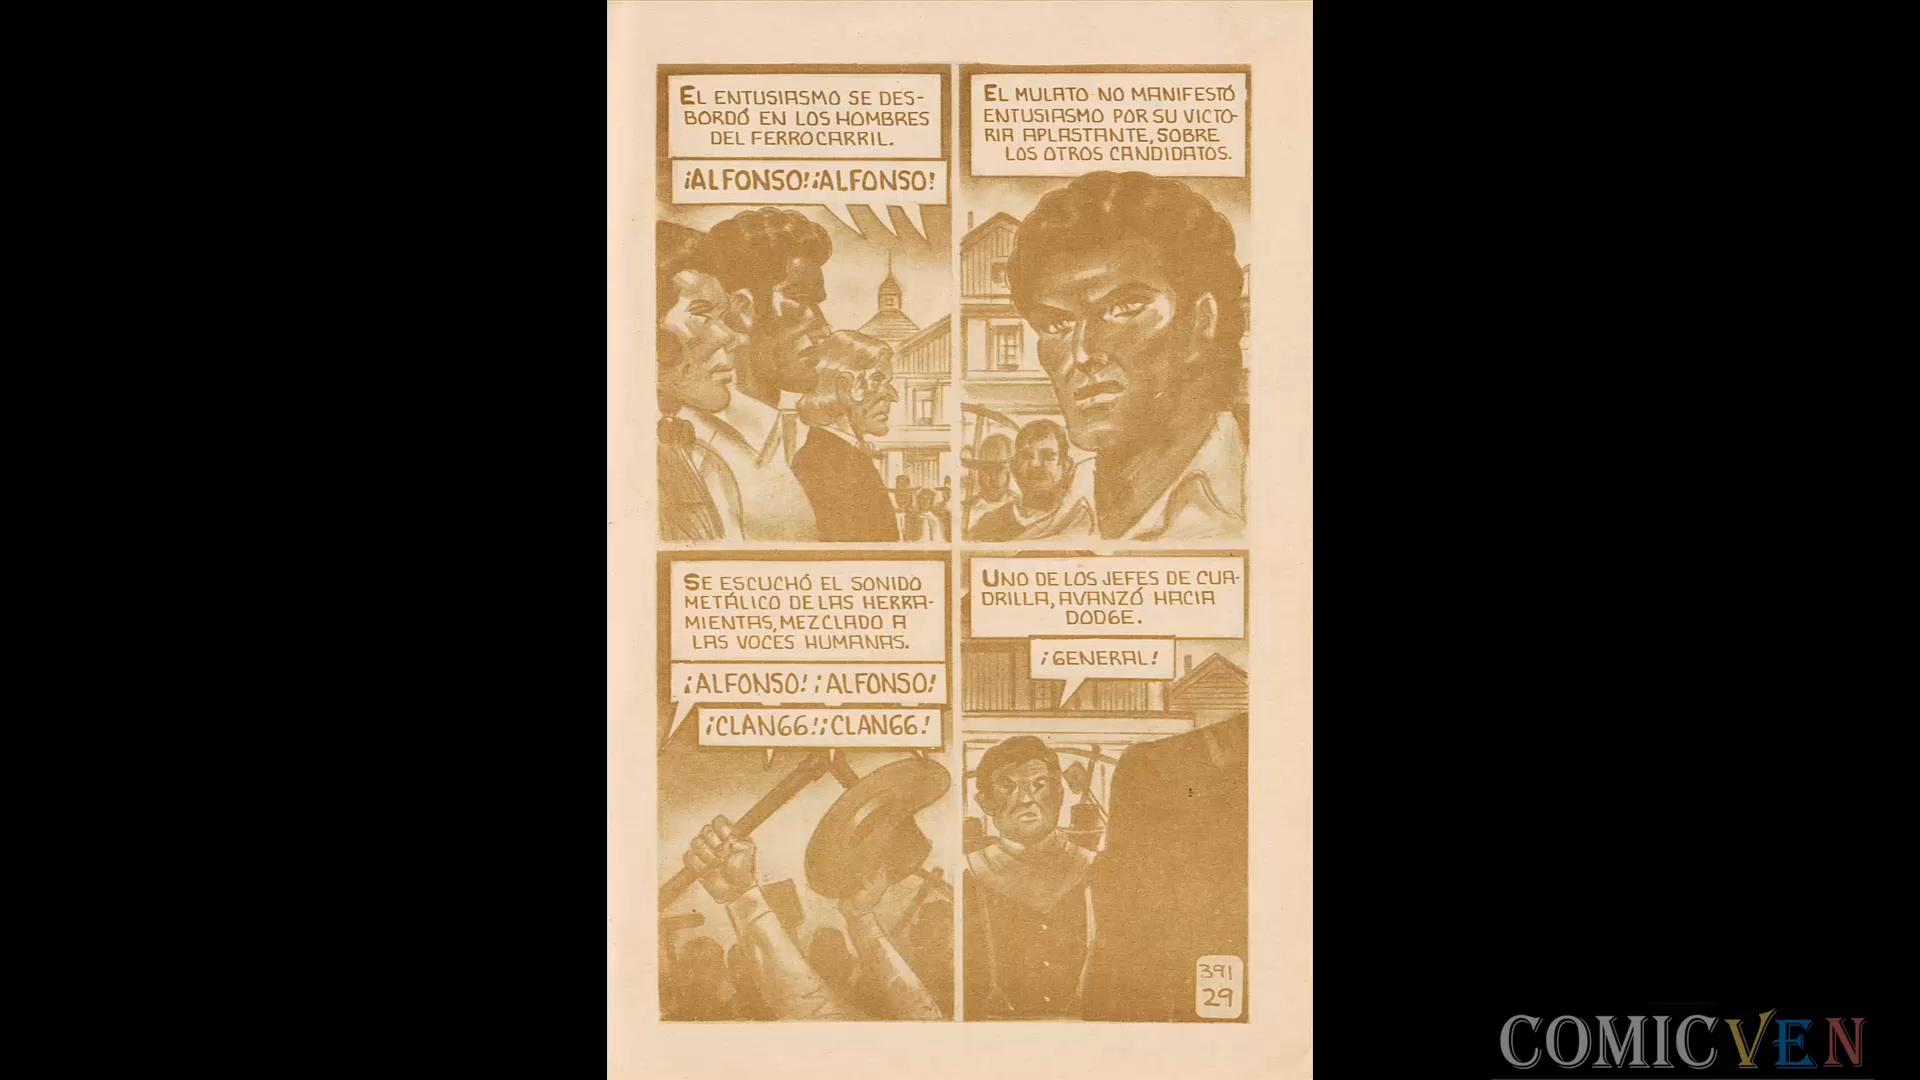 EL ENTUSIASMO SE DES-
BORDÓ EN LOS HOMBRES
DEL FERROCARRIL.
¡ALFONSO! ¡ALFONSO!
EL MULATO NO MANIFESTÓ
ENTUSIASMO POR SU VICTO-
RIA APLASTANTE, SOBRE
LOS OTROS CANDIDATOS.
SE ESCUCHÓ EL SONIDO
METÁLICO DE LAS HERRA-
MIENTAS, MEZCLADO A
LAS VOCES HUMANAS.
¡ALFONSO! ¡ALFONSO!
¡CLANGG! ¡CLANGG!
UNO DE LOS JEFES DE CUA-
DRILLA, AVANZÓ HACIA
DODGE.
¡GENERAL!
391
29
COMICVEN